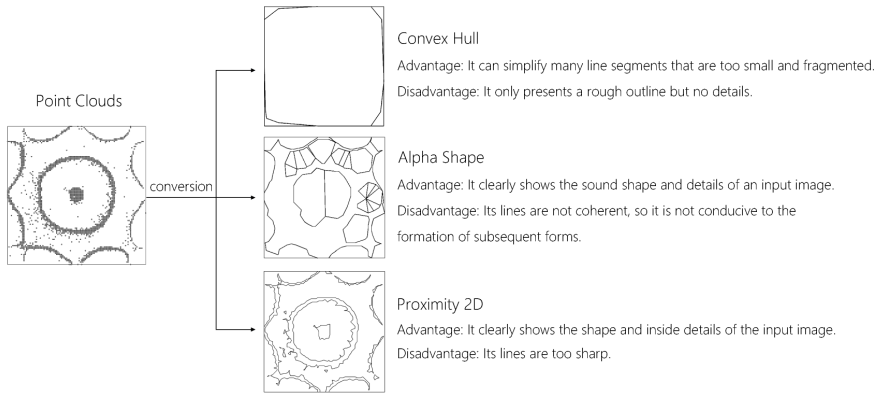 Point Clouds
conversion
Convex Hull
Advantage: It can simplify many line segments that are too small and fragmented.
Disadvantage: It only presents a rough outline but no details.
Alpha Shape
Advantage: It clearly shows the sound shape and details of an input image.
Disadvantage: Its lines are not coherent, so it is not conducive to the
formation of subsequent forms.
Proximity 2D
Advantage: It clearly shows the shape and inside details of the input image.
Disadvantage: Its lines are too sharp.